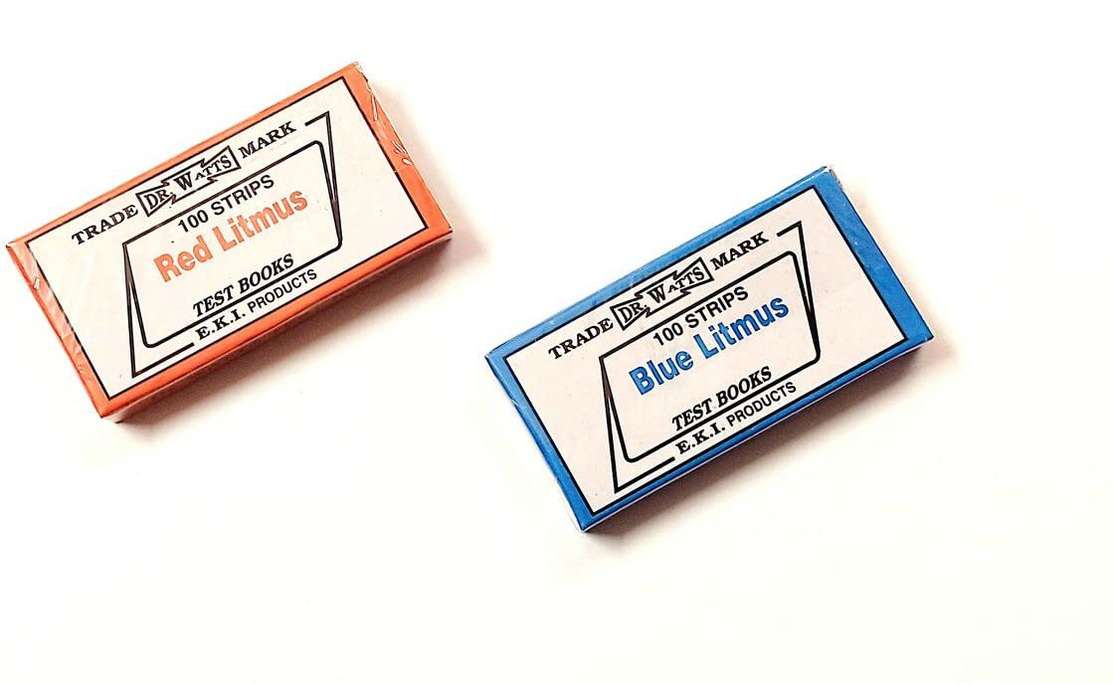 TRADE DR. WATTS MARK
100 STRIPS
Red Litmus
TEST BOOKS
E.K.I. PRODUCTS
TRADE DR. WATTS MARK
100 STRIPS
Blue Litmus
TEST BOOKS
E.K.I. PRODUCTS